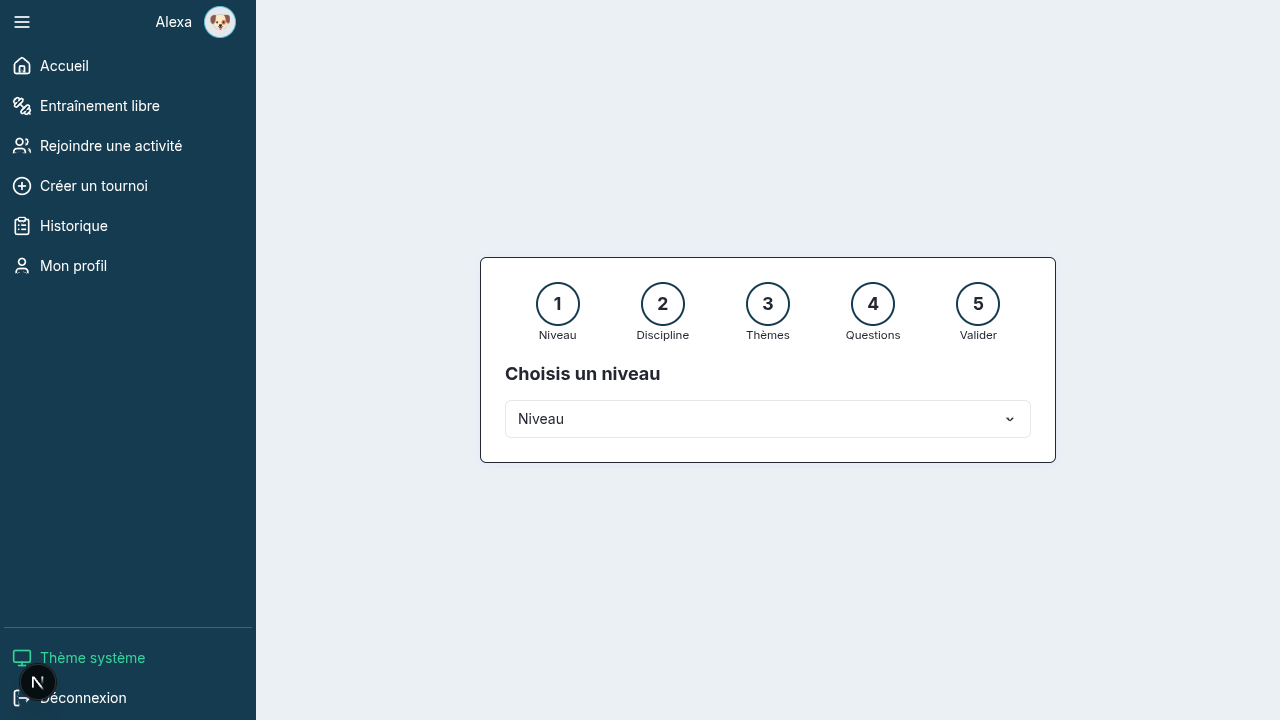 Alexa
Accueil
Entraînement libre
Rejoindre une activité
Créer un tournoi
Historique
Mon profil
1 2 3 4 5
Niveau Discipline Thèmes Questions Valider
Choisis un niveau
Niveau
Thème système
N
Déconnexion